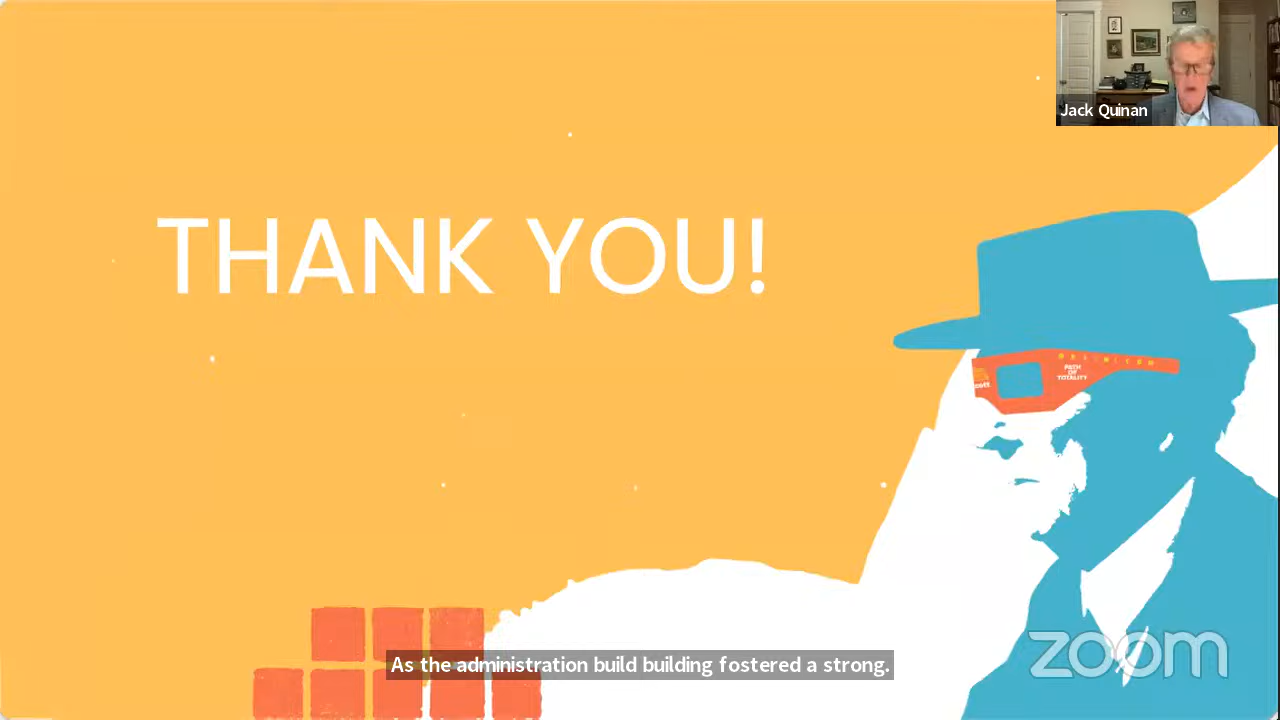 Jack Quinan
THANK YOU!
PATH
OF
TOTALITY
As the administration build building fostered a strong.
zoom